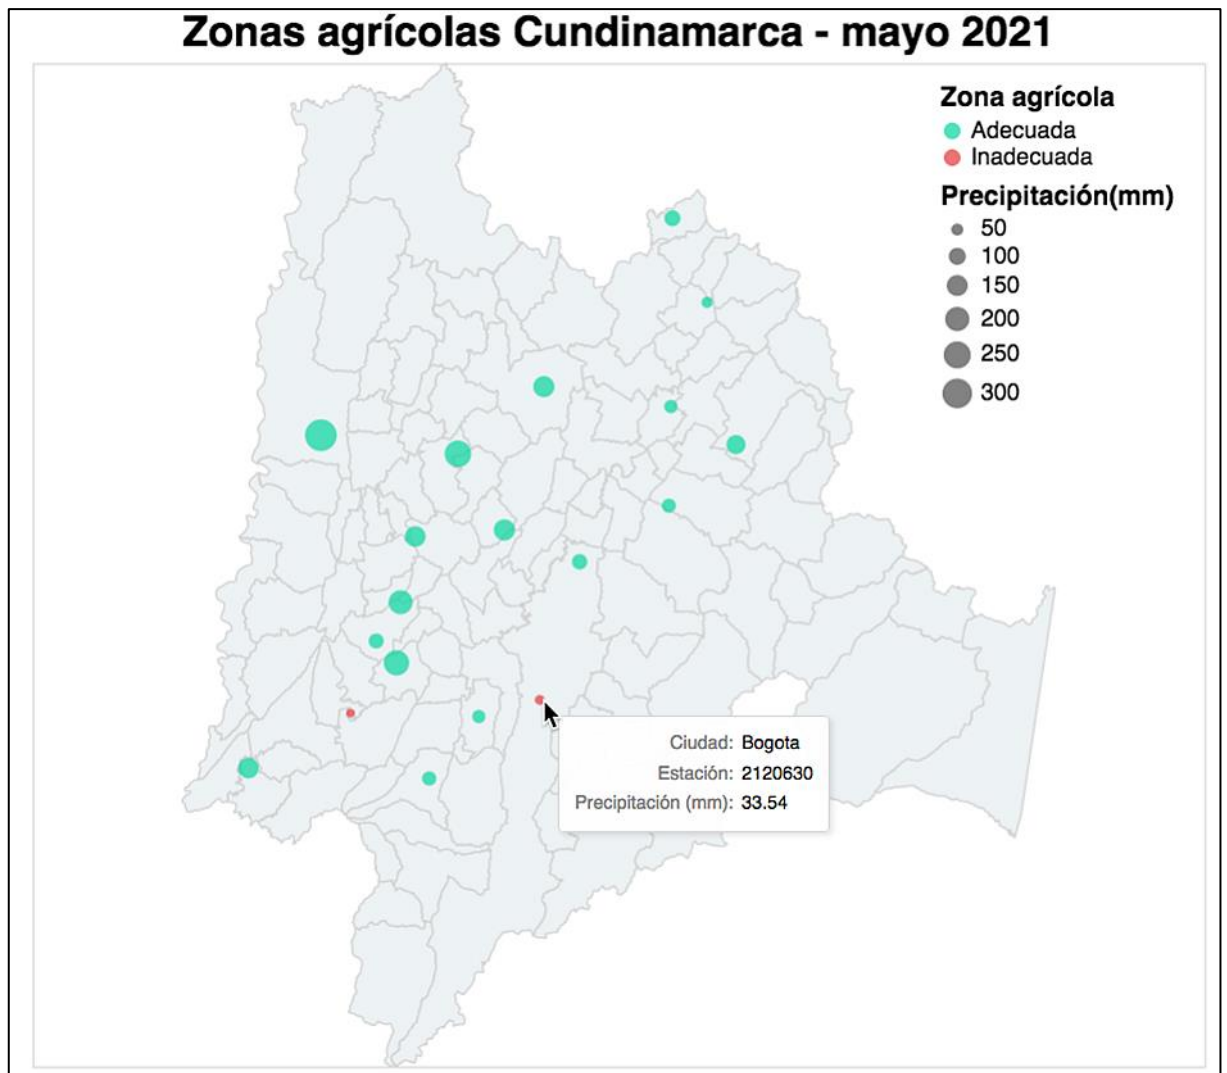 Zonas agrícolas Cundinamarca - mayo 2021
Zona agrícola
Adecuada
Inadecuada
Precipitación(mm)
50
100
150
200
250
300
Ciudad: Bogota
Estación: 2120630
Precipitación (mm): 33.54